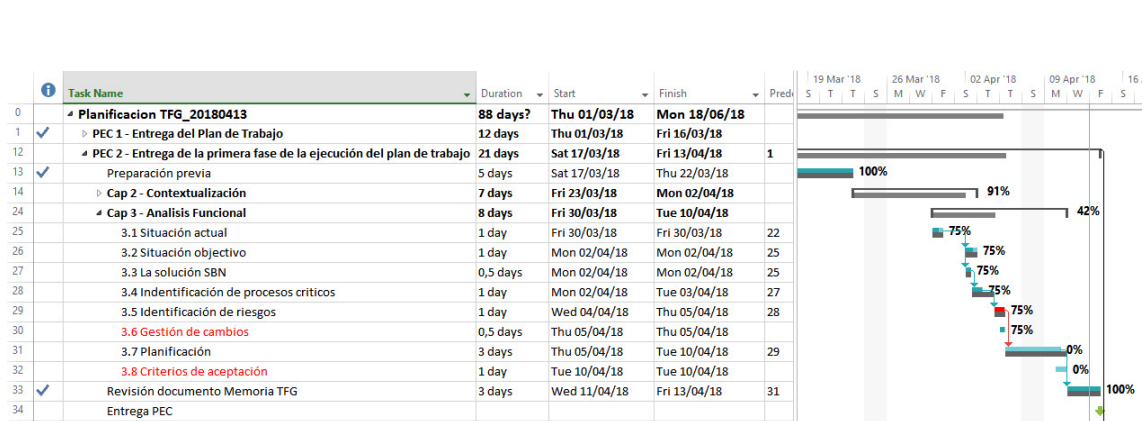 19 Mar '18 26 Mar '18 02 Apr '18 09 Apr '18 16
Task Name Duration Start Finish Prede S T T S M W F S T T S M W F S
0 Planificacion TFG_20180413 88 days? Thu 01/03/18 Mon 18/06/18
1 PEC 1 - Entrega del Plan de Trabajo 12 days Thu 01/03/18 Fri 16/03/18
12 PEC 2 - Entrega de la primera fase de la ejecución del plan de trabajo 21 days Sat 17/03/18 Fri 13/04/18 1
13 Preparación previa 5 days Sat 17/03/18 Thu 22/03/18 100%
14 Cap 2 - Contextualización 7 days Fri 23/03/18 Mon 02/04/18 91%
24 Cap 3 - Analisis Funcional 8 days Fri 30/03/18 Tue 10/04/18 42%
25 3.1 Situación actual 1 day Fri 30/03/18 Fri 30/03/18 22 75%
26 3.2 Situación objectivo 1 day Mon 02/04/18 Mon 02/04/18 25 75%
27 3.3 La solución SBN 0,5 days Mon 02/04/18 Mon 02/04/18 25 75%
28 3.4 Indentificación de procesos criticos 1 day Mon 02/04/18 Tue 03/04/18 27 75%
29 3.5 Identificación de riesgos 1 day Wed 04/04/18 Thu 05/04/18 28 75%
30 3.6 Gestión de cambios 0,5 days Thu 05/04/18 Thu 05/04/18 75%
31 3.7 Planificación 3 days Thu 05/04/18 Tue 10/04/18 29 0%
32 3.8 Criterios de aceptación 1 day Tue 10/04/18 Tue 10/04/18 0%
33 Revisión documento Memoria TFG 3 days Wed 11/04/18 Fri 13/04/18 31 100%
34 Entrega PEC